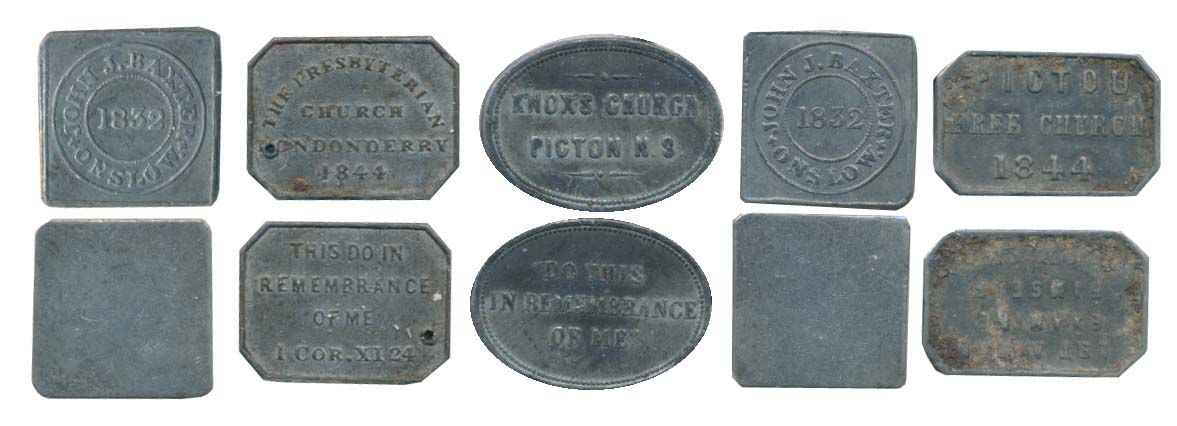 JOHN J. BAXTER.
1832
ONSLOW
THE PRESBYTERIAN
CHURCH
LONDONDERRY
1844
KNOX'S CHURCH
PICTON N.S
JOHN J. BAXTER.
1832
ONSLOW
PICTOU
FREE CHURCH
1844
THIS DO IN
REMEMBRANCE
OF ME
1 COR. XI 24
"DO THIS
IN REMEMBRANCE
OF ME"